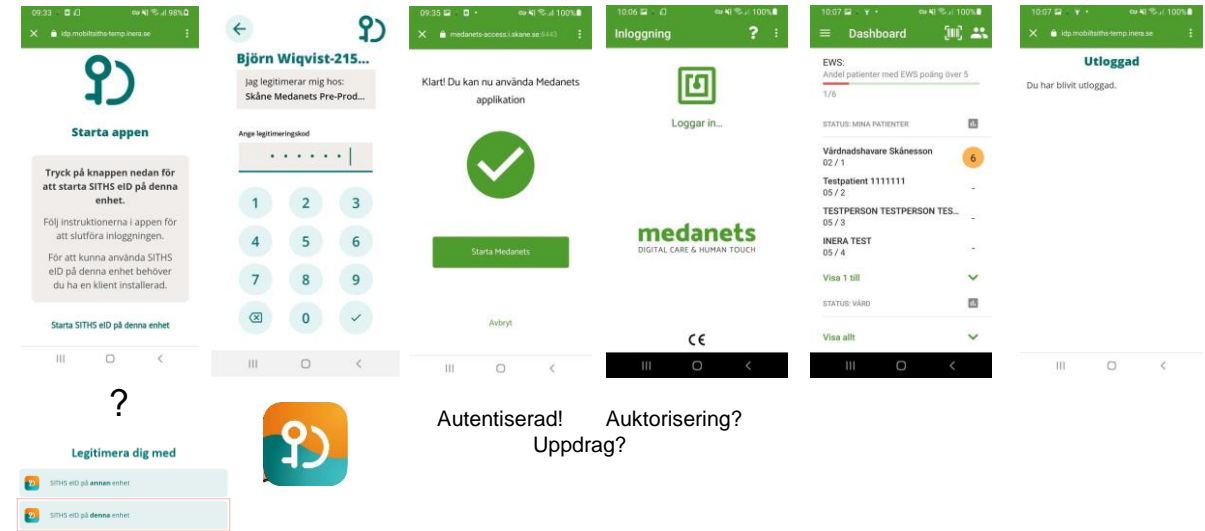 09:33
98%
idp.mobiltsiths-temp.inera.se
Starta appen
Tryck på knappen nedan för
att starta SITHS eID på denna
enhet.
Följ instruktionerna i appen för
att slutföra inloggningen.
För att kunna använda SITHS
eID på denna enhet behöver
du ha en klient installerad.
Starta SITHS eID på denna enhet
?
Legitimera dig med
SITHS eID på annan enhet
SITHS eID på denna enhet
Björn Wiqvist-215...
Jag legitimerar mig hos:
Skåne Medanets Pre-Prod...
Ange legitimeringskod
1 2 3
4 5 6
7 8 9
0
09:35
100%
medanets-access.i.skane.se:8443
Klart! Du kan nu använda Medanets
applikation
Starta Medanets
Avbryt
Autentiserad!
10:06
100%
Inloggning ?
Loggar in...
medanets
DIGITAL CARE & HUMAN TOUCH
CE
Auktorisering?
Uppdrag?
10:07
100%
Dashboard
EWS:
Andel patienter med EWS poäng över 5
1/6
STATUS: MINA PATIENTER
Vårdnadshavare Skånesson
02 / 1
6
Testpatient 1111111
05 / 2
-
TESTPERSON TESTPERSON TES...
05 / 3
-
INERA TEST
05 / 4
-
Visa 1 till
STATUS: VÅRD
Visa allt
10:07
100%
idp.mobiltsiths-temp.inera.se
Utloggad
Du har blivit utloggad.